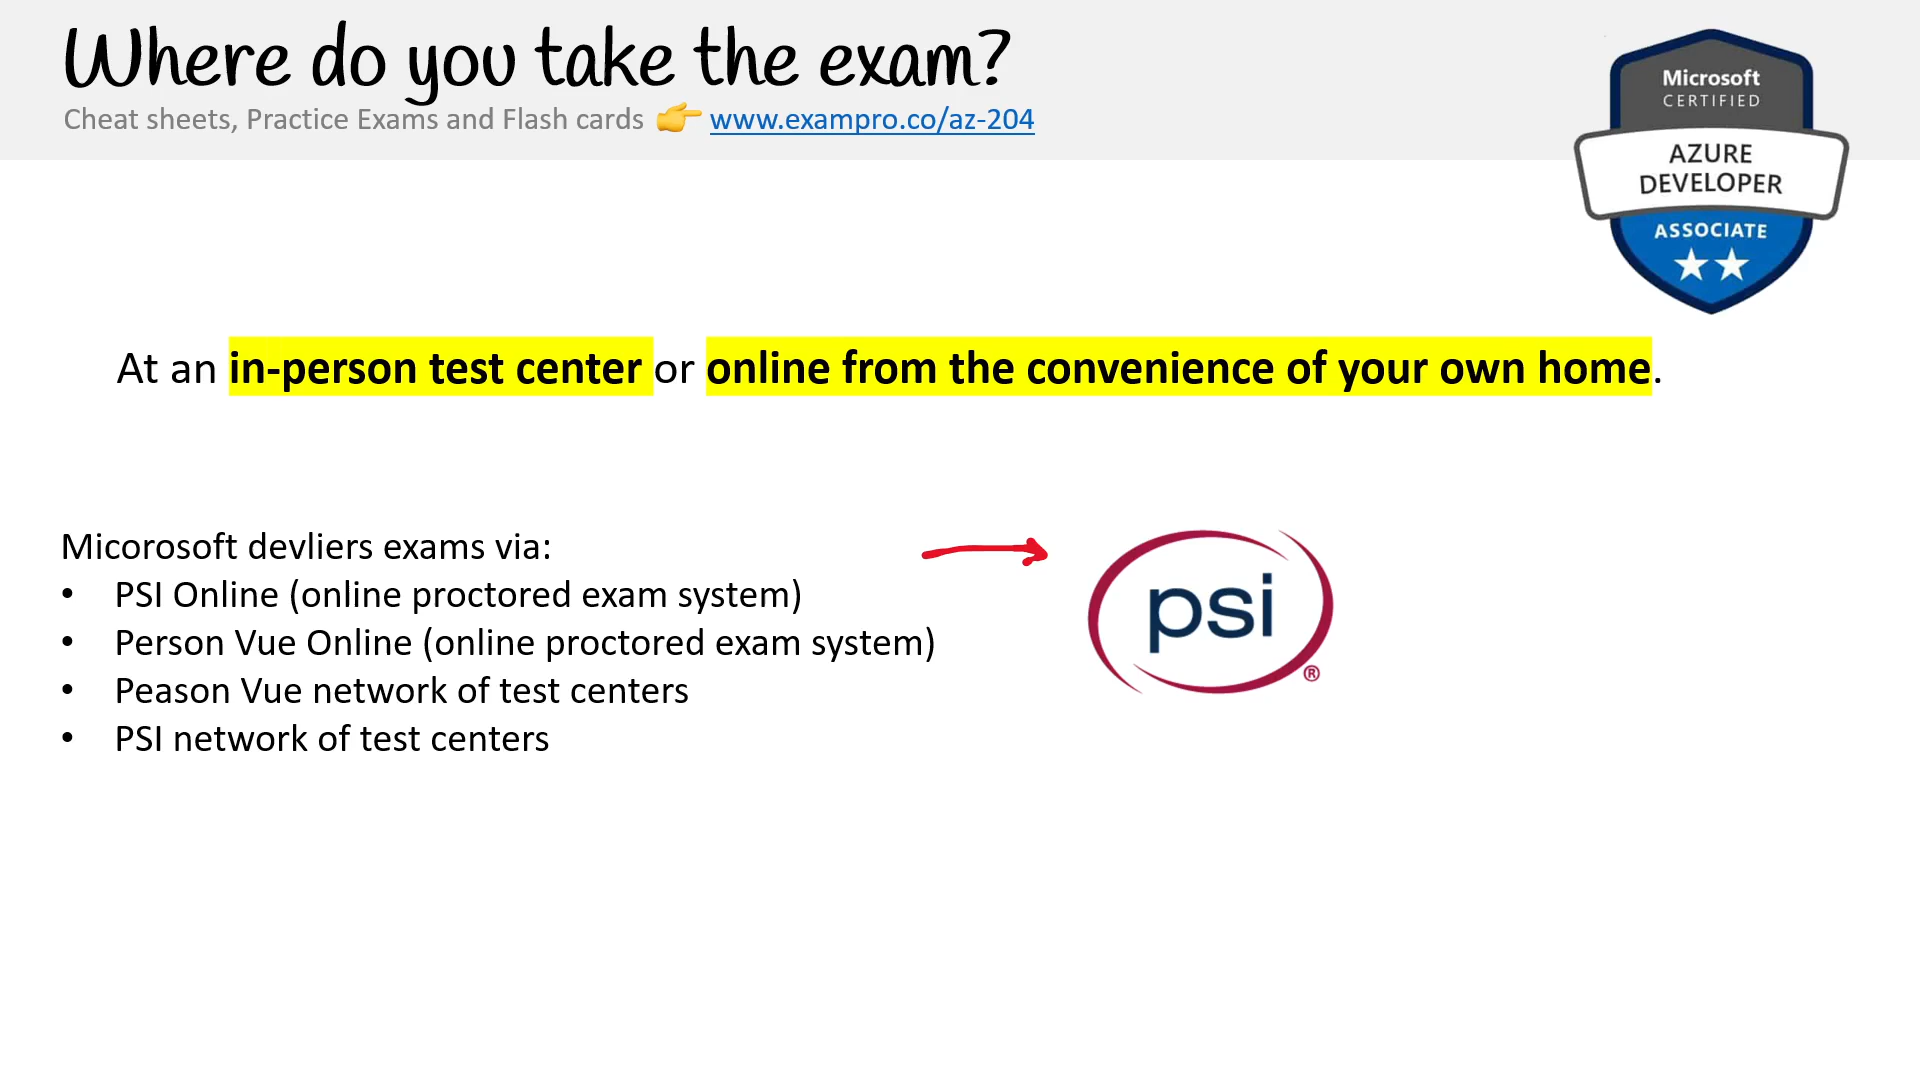 Where do you take the exam?
Cheat sheets, Practice Exams and Flash cards 👉 www.exampro.co/az-204
Microsoft
CERTIFIED
AZURE
DEVELOPER
ASSOCIATE
At an in-person test center or online from the convenience of your own home.
Micorosoft devliers exams via:
• PSI Online (online proctored exam system)
• Person Vue Online (online proctored exam system)
• Peason Vue network of test centers
• PSI network of test centers
psi
®